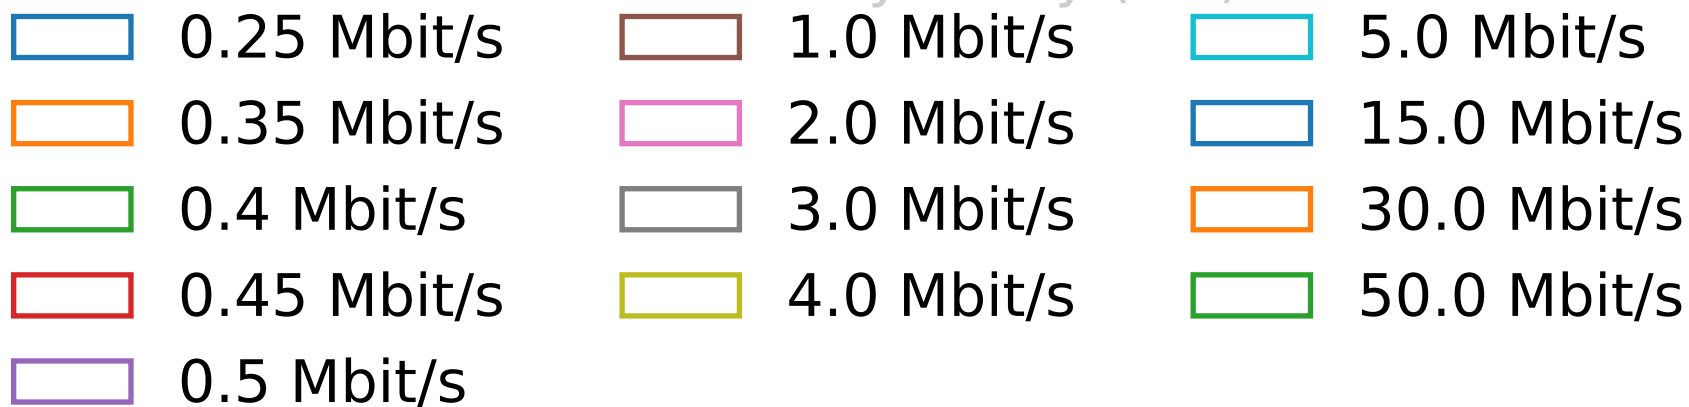 0.25 Mbit/s
0.35 Mbit/s
0.4 Mbit/s
0.45 Mbit/s
0.5 Mbit/s
1.0 Mbit/s
2.0 Mbit/s
3.0 Mbit/s
4.0 Mbit/s
5.0 Mbit/s
15.0 Mbit/s
30.0 Mbit/s
50.0 Mbit/s